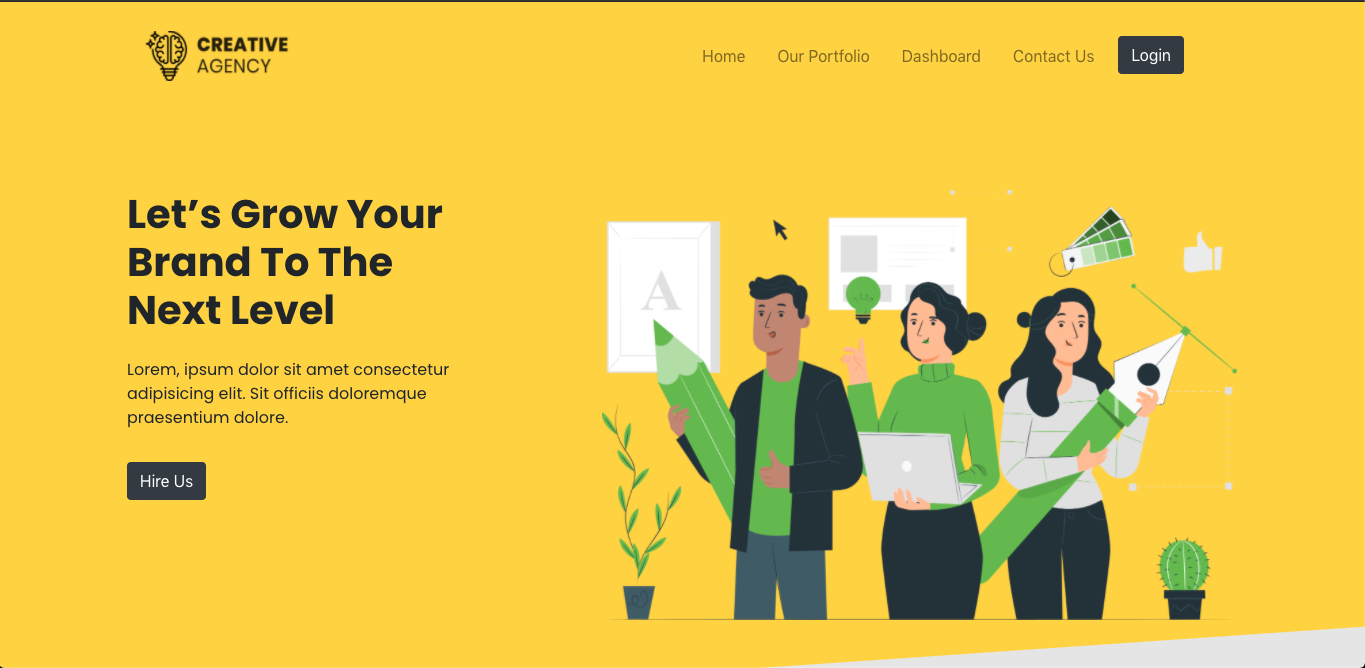 CREATIVE
AGENCY
Home Our Portfolio Dashboard Contact Us Login
Let’s Grow Your
Brand To The
Next Level
Lorem, ipsum dolor sit amet consectetur
adipisicing elit. Sit officiis doloremque
praesentium dolore.
Hire Us
A